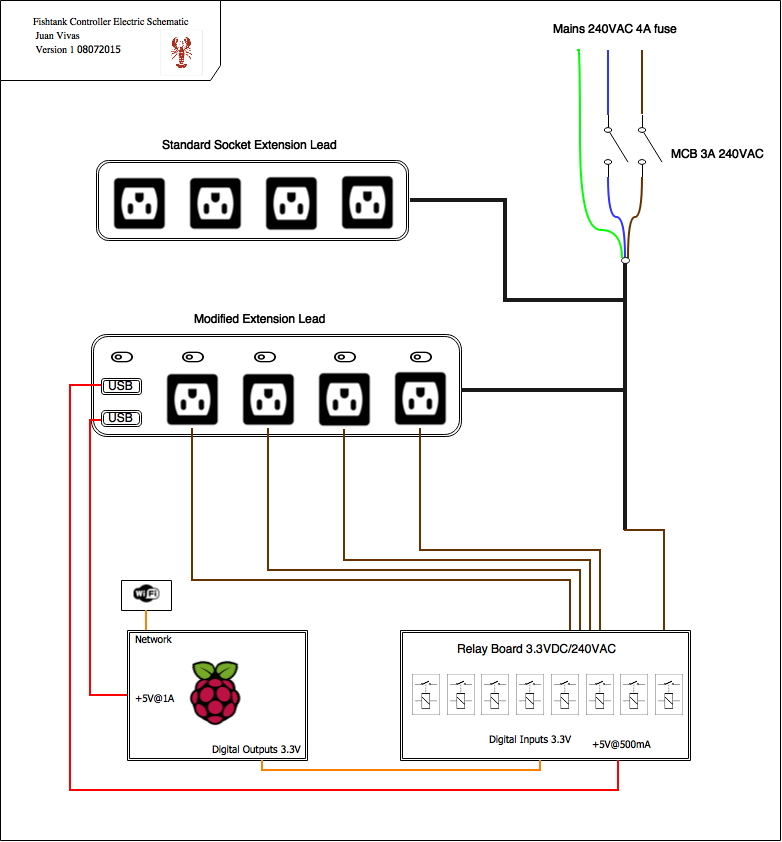 Fishtank Controller Electric Schematic
Juan Vivas
Version 1 08072015
Mains 240VAC 4A fuse
MCB 3A 240VAC
Standard Socket Extension Lead
Modified Extension Lead
USB
USB
WiFi
Network
+5V@1A
Digital Outputs 3.3V
Relay Board 3.3VDC/240VAC
Digital Inputs 3.3V
+5V@500mA